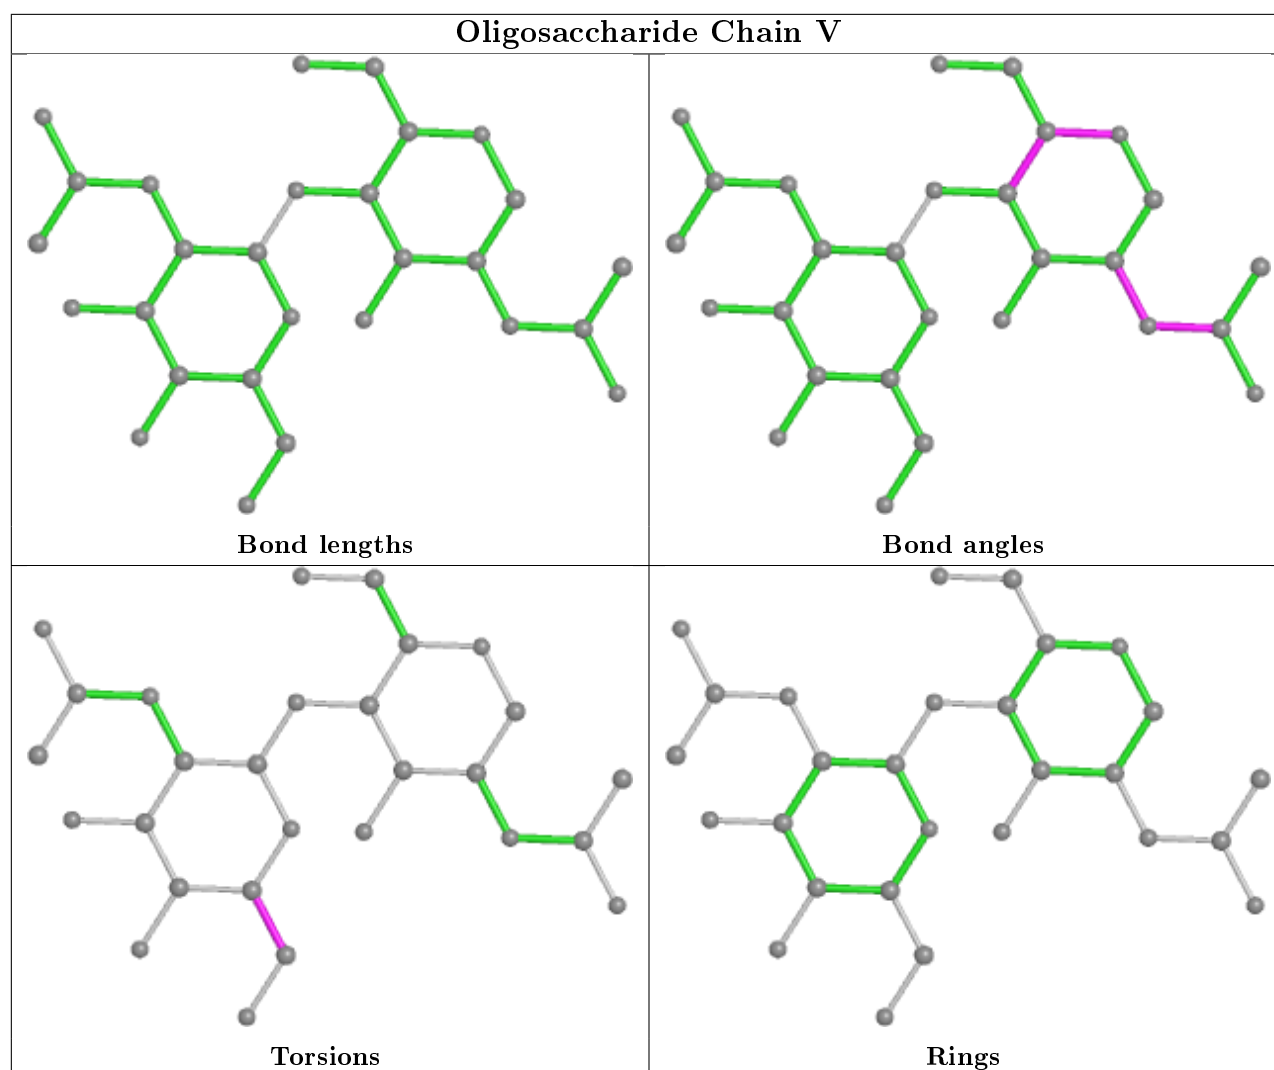 Oligosaccharide Chain V
Bond lengths
Bond angles
Torsions
Rings